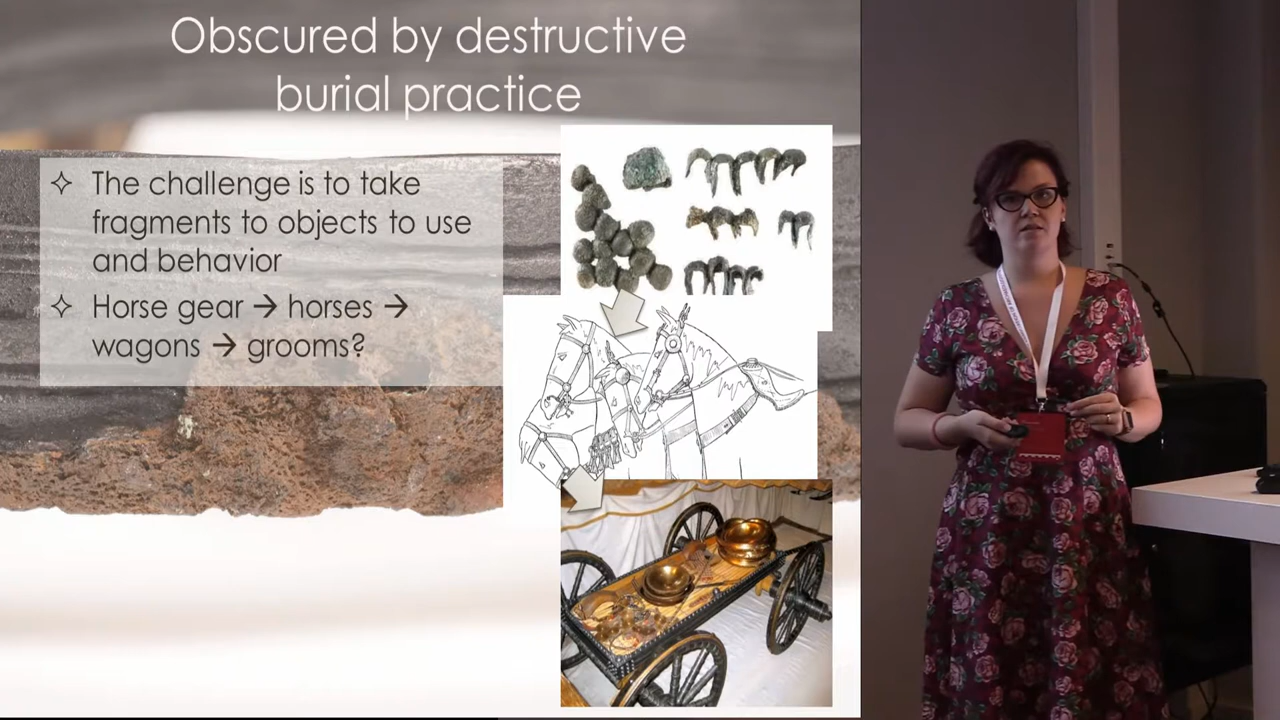 Obscured by destructive
burial practice
✧ The challenge is to take
fragments to objects to use
and behavior
✧ Horse gear → horses →
wagons → grooms?